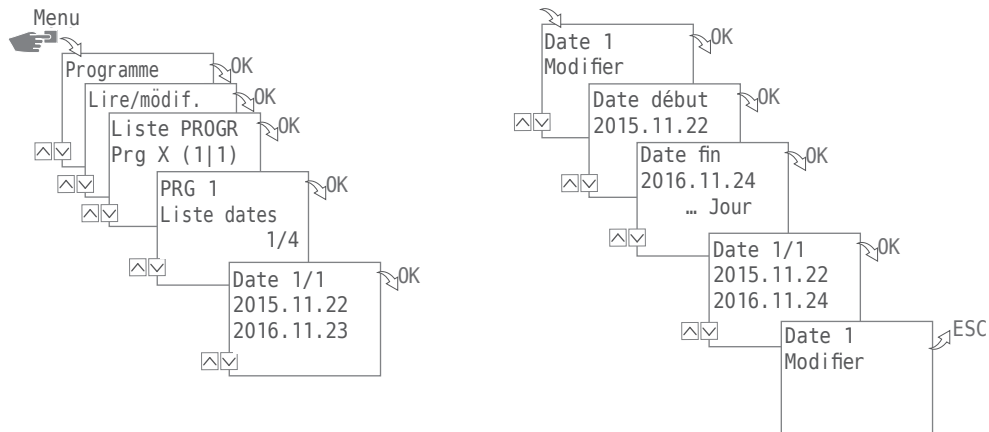 Menu
Programme
OK
Lire/mödif.
OK
Liste PROGR
Prg X (1|1)
OK
PRG 1
Liste dates
1/4
OK
Date 1/1
2015.11.22
2016.11.23
OK
Date 1
Modifier
OK
Date début
2015.11.22
OK
Date fin
2016.11.24
… Jour
OK
Date 1/1
2015.11.22
2016.11.24
OK
Date 1
Modifier
ESC